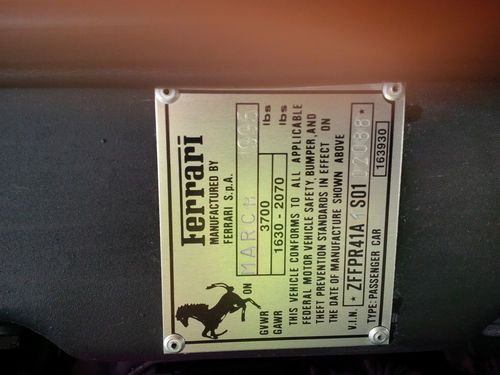 Ferrari
MANUFACTURED BY
FERRARI S.p.A.
ON MARCH 1995
GVWR 3700 lbs
GAWR 1630 - 2070 lbs
THIS VEHICLE CONFORMS TO ALL APPLICABLE
FEDERAL MOTOR VEHICLE SAFETY, BUMPER, AND
THEFT PREVENTION STANDARDS IN EFFECT ON
THE DATE OF MANUFACTURE SHOWN ABOVE
V.I.N. * ZFFPR41A1S0102088 *
TYPE: PASSENGER CAR 163930